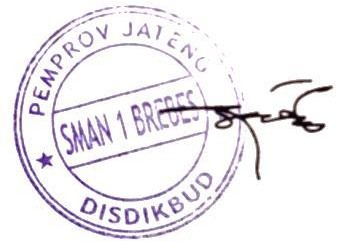 PEMPROV JATENG
SMAN 1 BREBES
DISDIKBUD